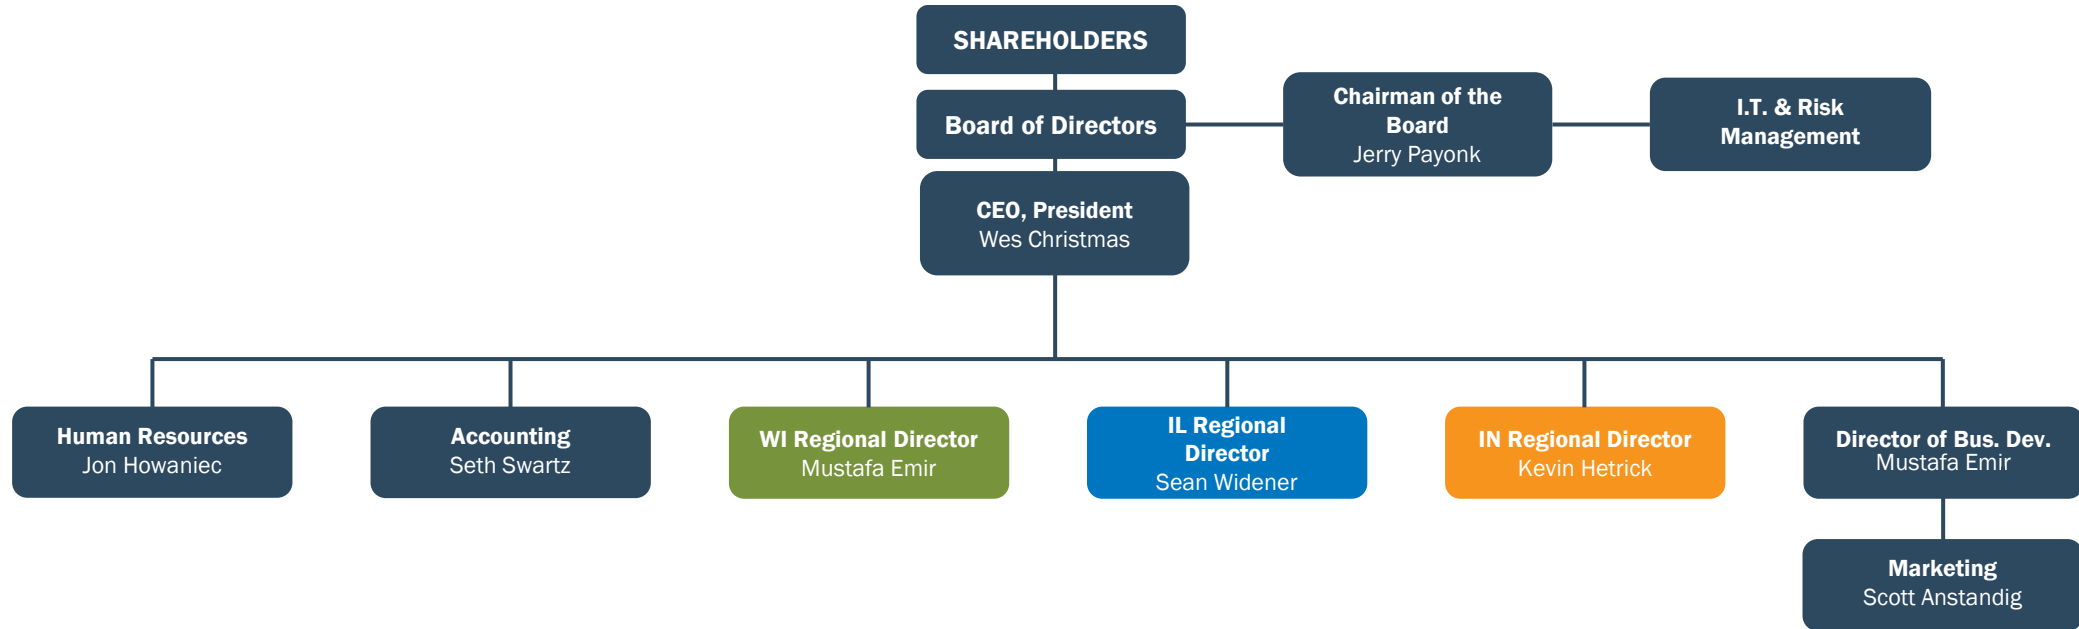 SHAREHOLDERS
Board of Directors
Chairman of the
Board
Jerry Payonk
I.T. & Risk
Management
CEO, President
Wes Christmas
Human Resources
Jon Howaniec
Accounting
Seth Swartz
WI Regional Director
Mustafa Emir
IL Regional
Director
Sean Widener
IN Regional Director
Kevin Hetrick
Director of Bus. Dev.
Mustafa Emir
Marketing
Scott Anstandig